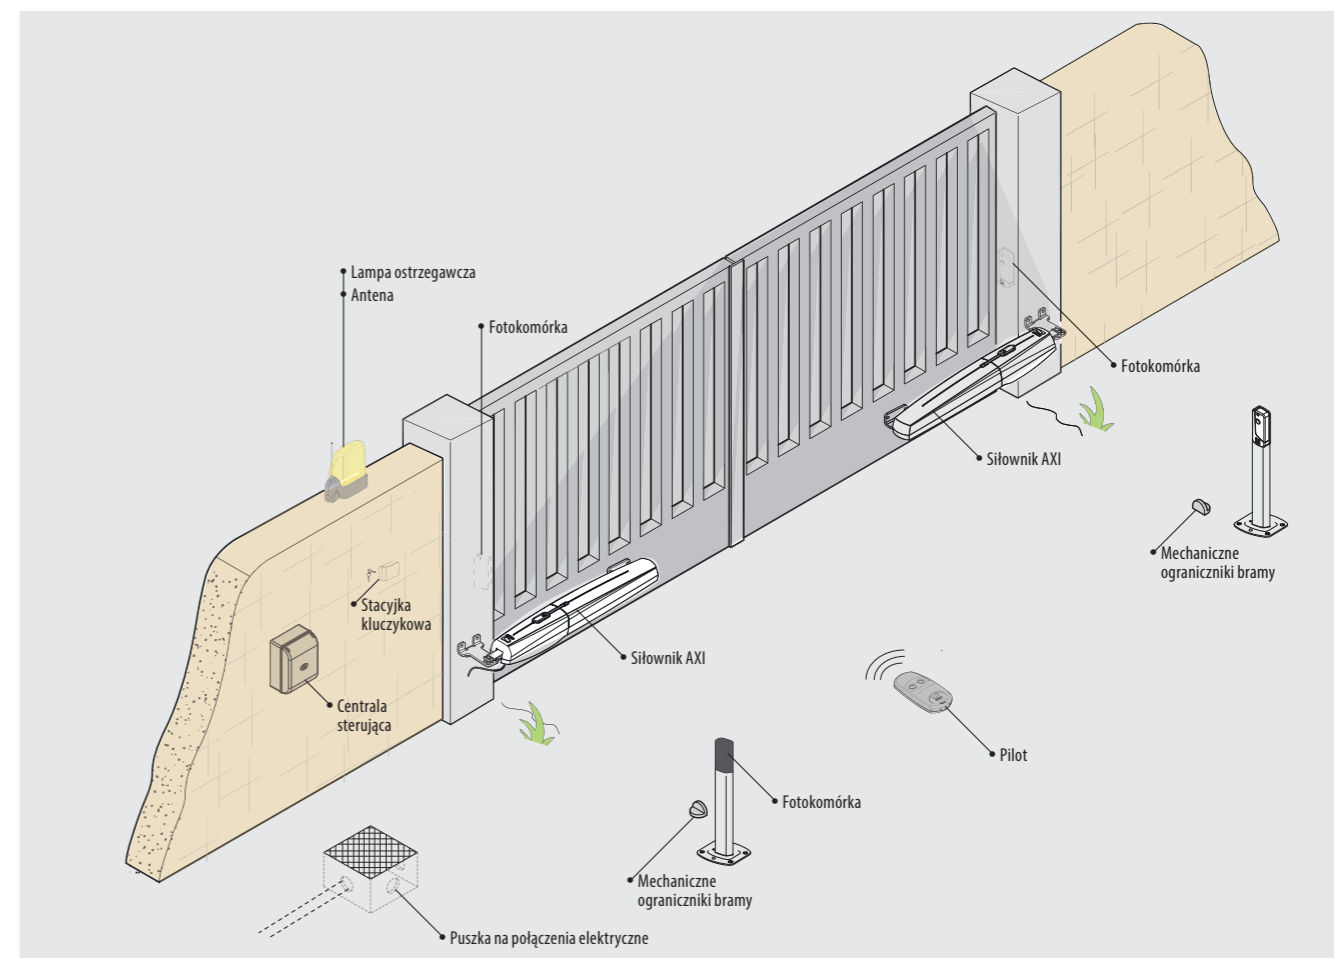 Lampa ostrzegawcza
Antena
Fotokomórka
Fotokomórka
Siłownik AXI
Mechaniczne
ograniczniki bramy
Stacyjka
kluczykowa
Siłownik AXI
Centrala
sterująca
Pilot
Fotokomórka
Mechaniczne
ograniczniki bramy
Puszka na połączenia elektryczne